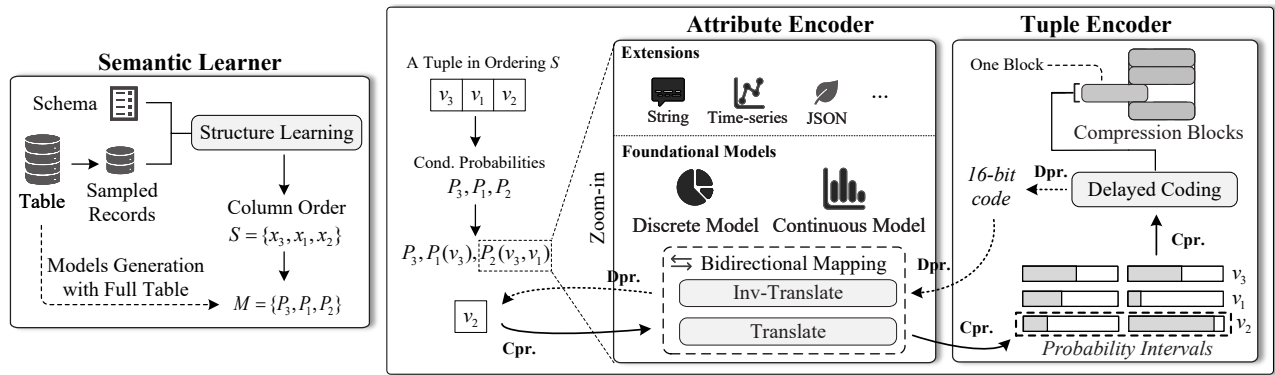 Semantic Learner
Schema
Structure Learning
Table
Sampled
Records
Column Order
S = {x₃, x₁, x₂}
Models Generation
with Full Table
M = {P₃, P₁, P₂}
A Tuple in Ordering S
v₃ v₁ v₂
Cond. Probabilities
P₃, P₁, P₂
P₃, P₁(v₃), P₂(v₃, v₁)
v₂
Dpr.
Cpr.
Zoom-in
Attribute Encoder
Extensions
String
Time-series
JSON
...
Foundational Models
Discrete Model
Continuous Model
Bidirectional Mapping
Inv-Translate
Translate
Dpr.
Cpr.
Tuple Encoder
One Block
Compression Blocks
Dpr.
16-bit
code
Delayed Coding
Cpr.
v₃
v₁
v₂
Probability Intervals